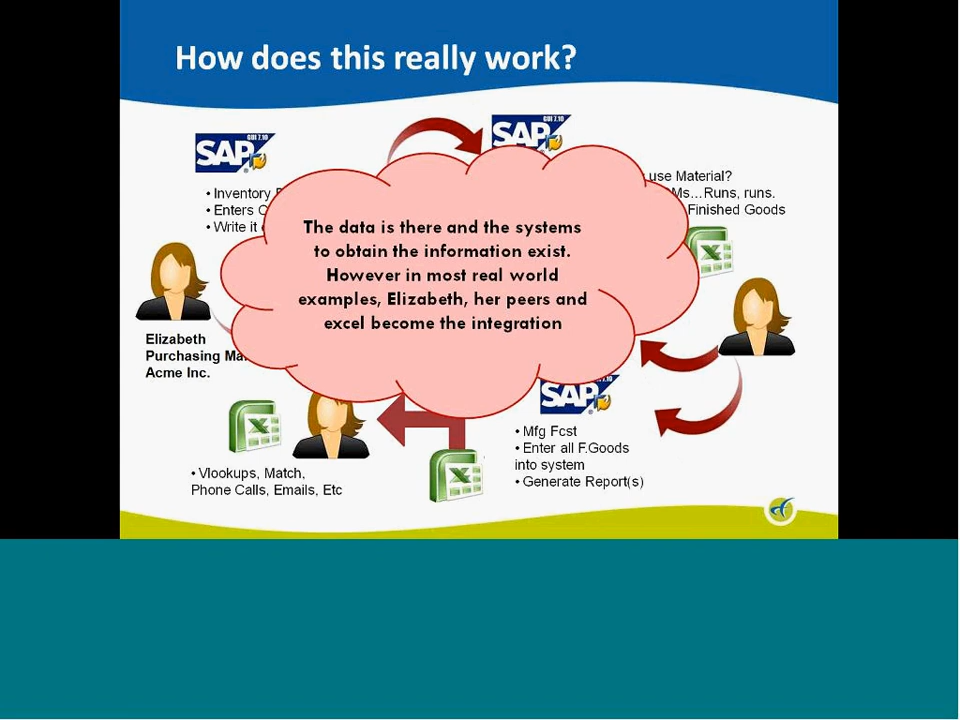 How does this really work?
GUI 7.10
SAP
GUI 7.10
SAP
• Inventory
• Enters
• Write it
use Material?
Ms...Runs, runs.
Finished Goods
The data is there and the systems
to obtain the information exist.
However in most real world
examples, Elizabeth, her peers and
excel become the integration
Elizabeth
Purchasing
Acme Inc.
SAP
7.10
• Mfg Fcst
• Enter all F.Goods
into system
• Generate Report(s)
• Vlookups, Match,
Phone Calls, Emails, Etc